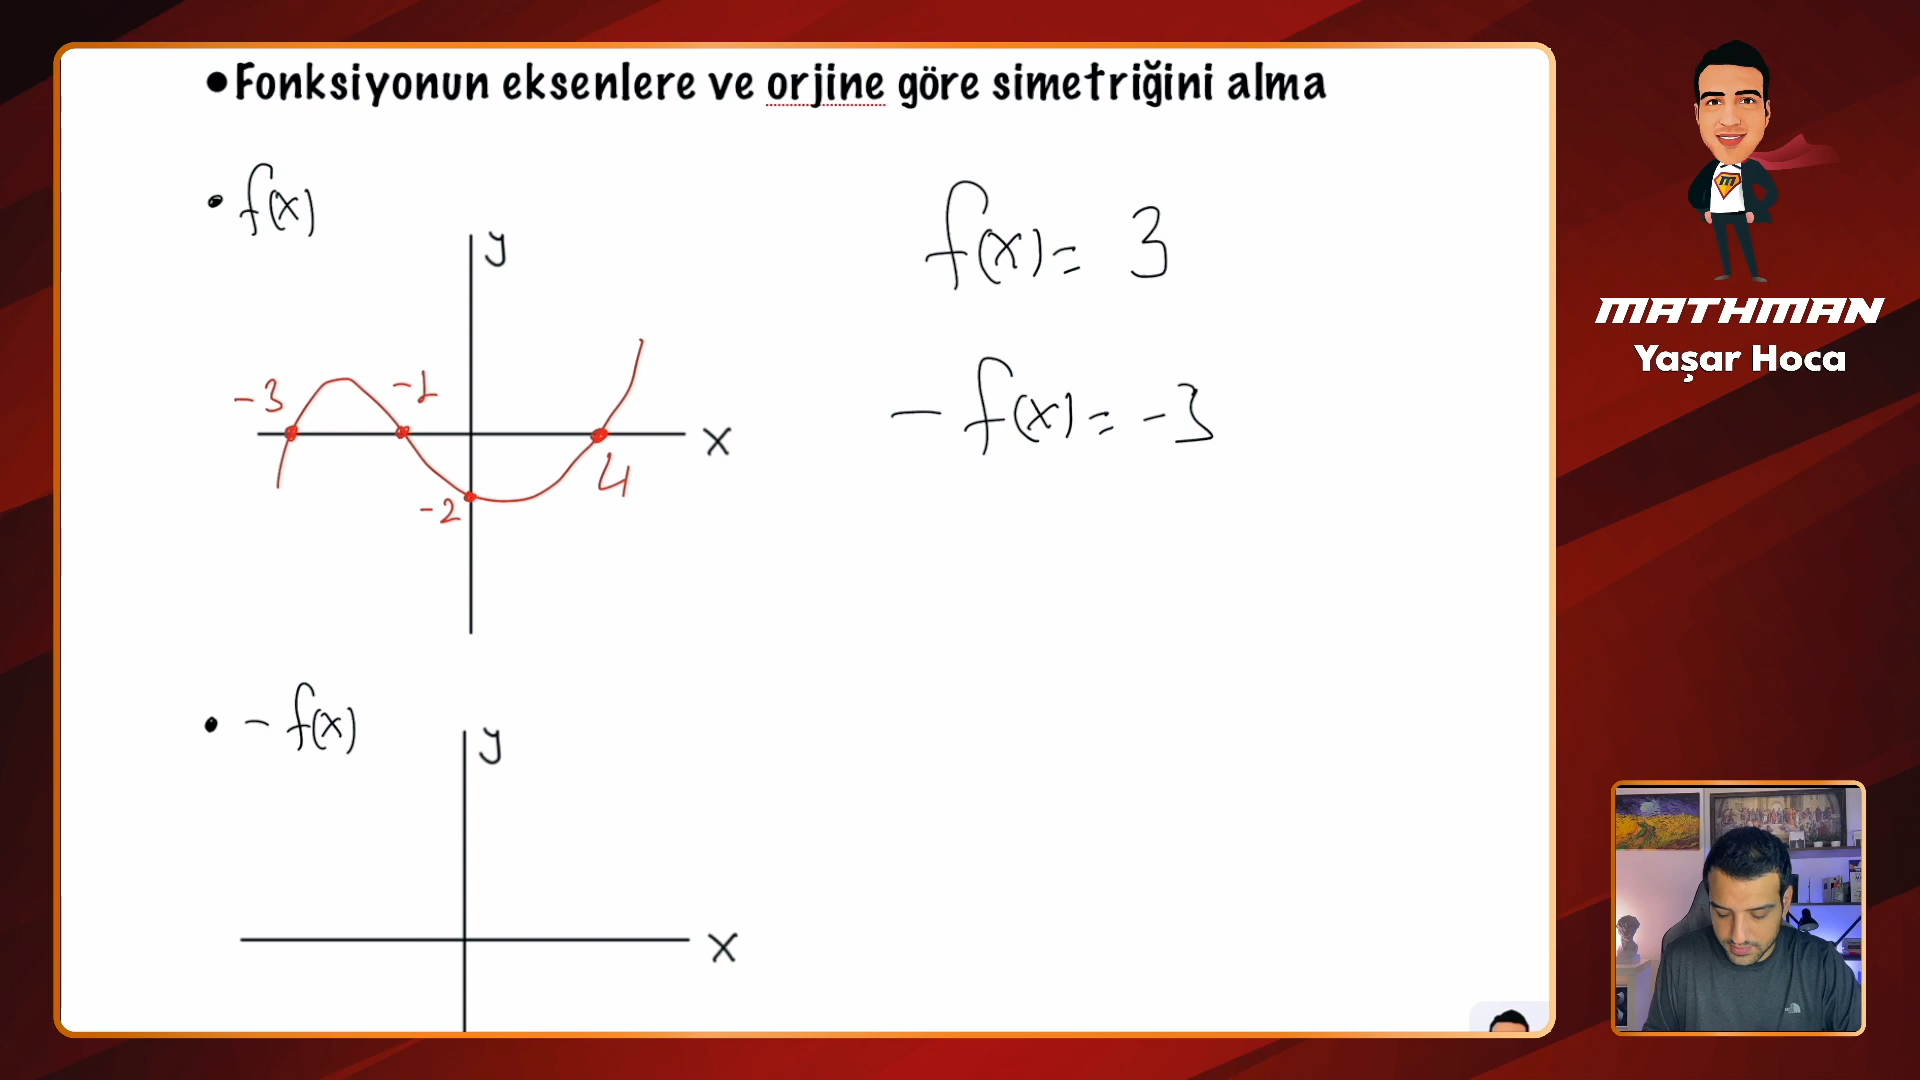 •Fonksiyonun eksenlere ve orjine göre simetriğini alma
• f(x)
y
-3
-1
x
-2
4
f(x) = 3
- f(x) = -3
• - f(x)
y
x
MATHMAN
Yaşar Hoca